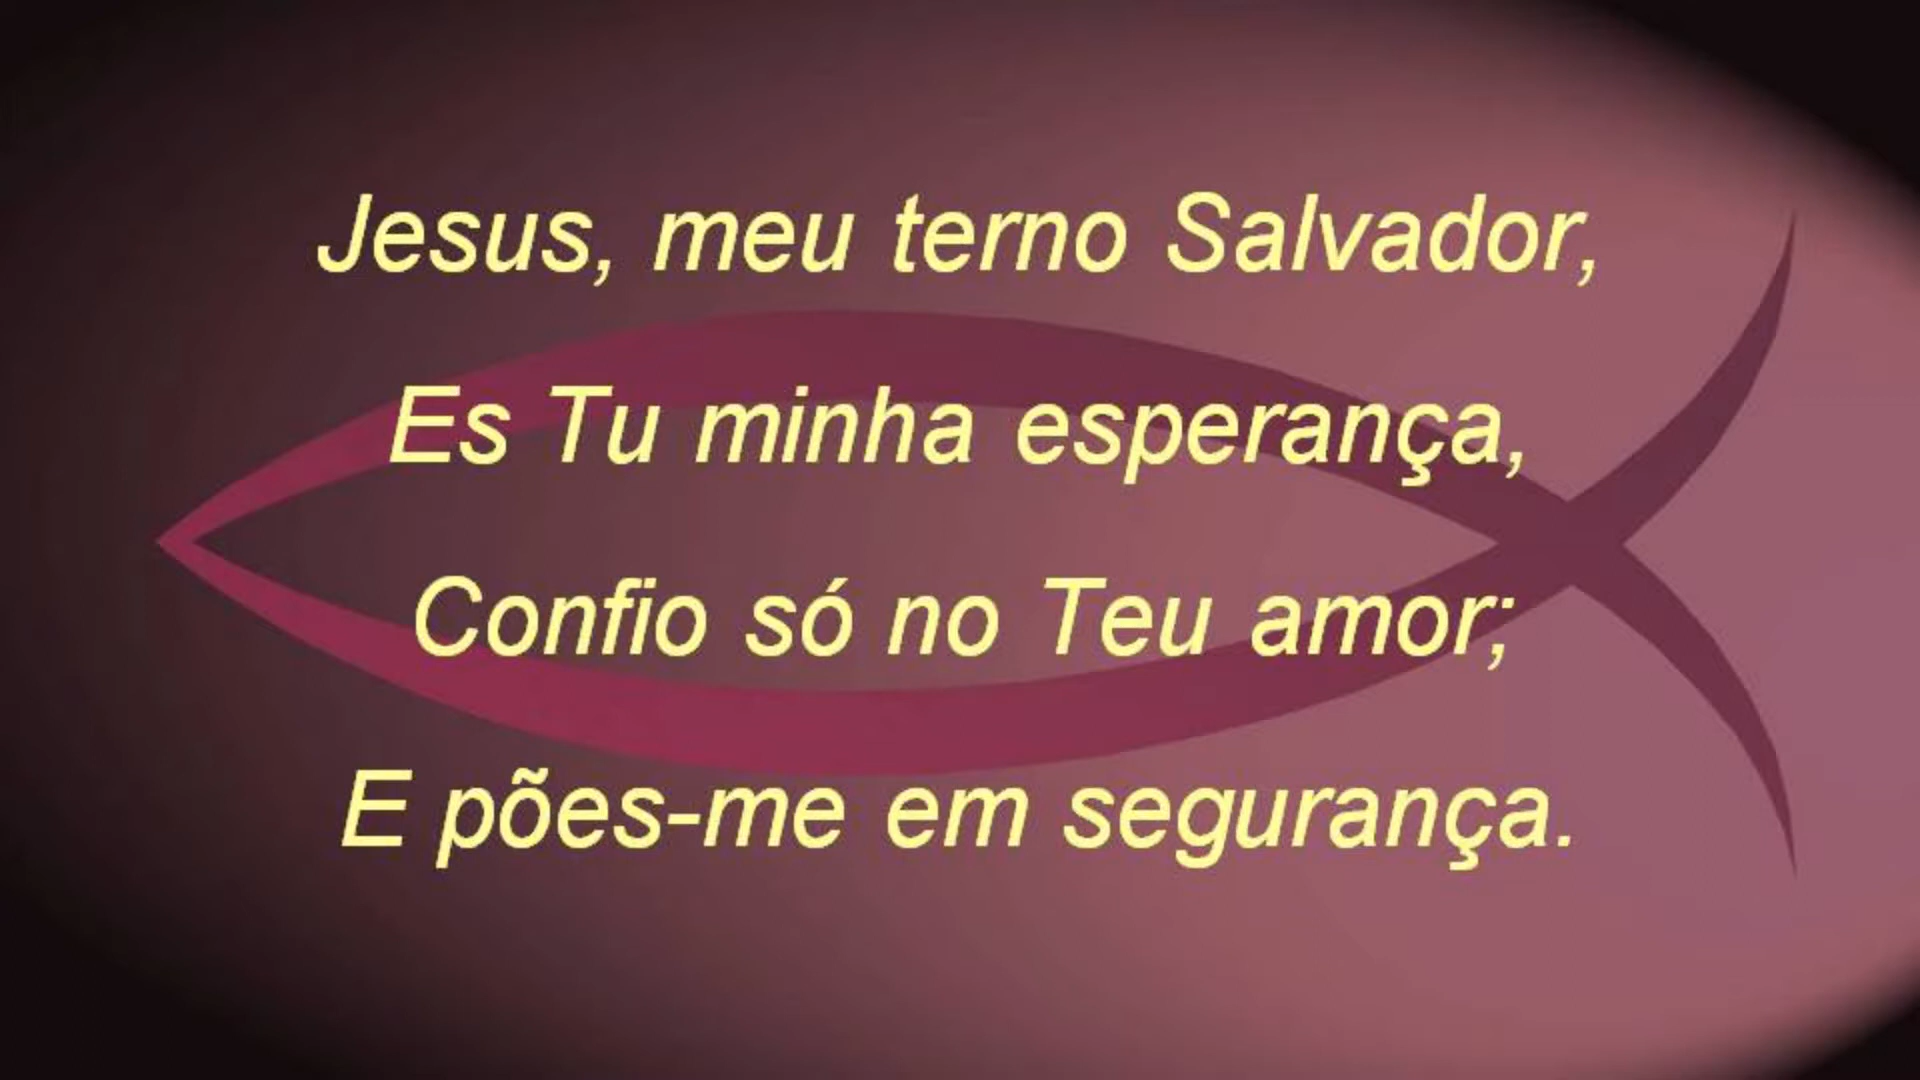 Jesus, meu terno Salvador,
Es Tu minha esperança,
Confio só no Teu amor;
E pões-me em segurança.